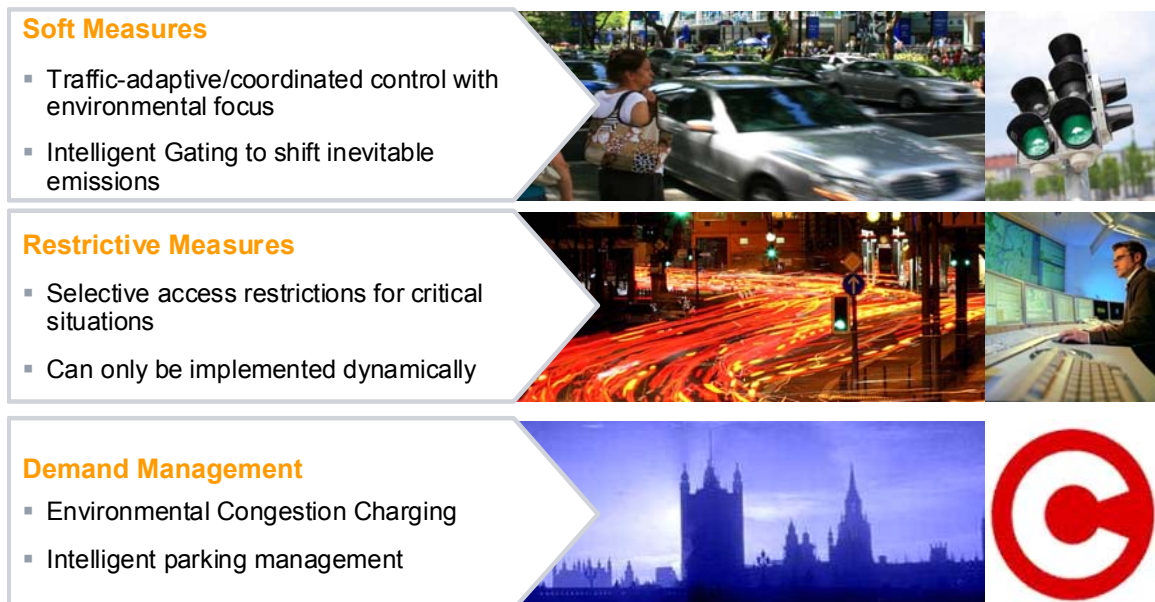 Soft Measures
Traffic-adaptive/coordinated control with
environmental focus
Intelligent Gating to shift inevitable
emissions
Restrictive Measures
Selective access restrictions for critical
situations
Can only be implemented dynamically
Demand Management
Environmental Congestion Charging
Intelligent parking management
C